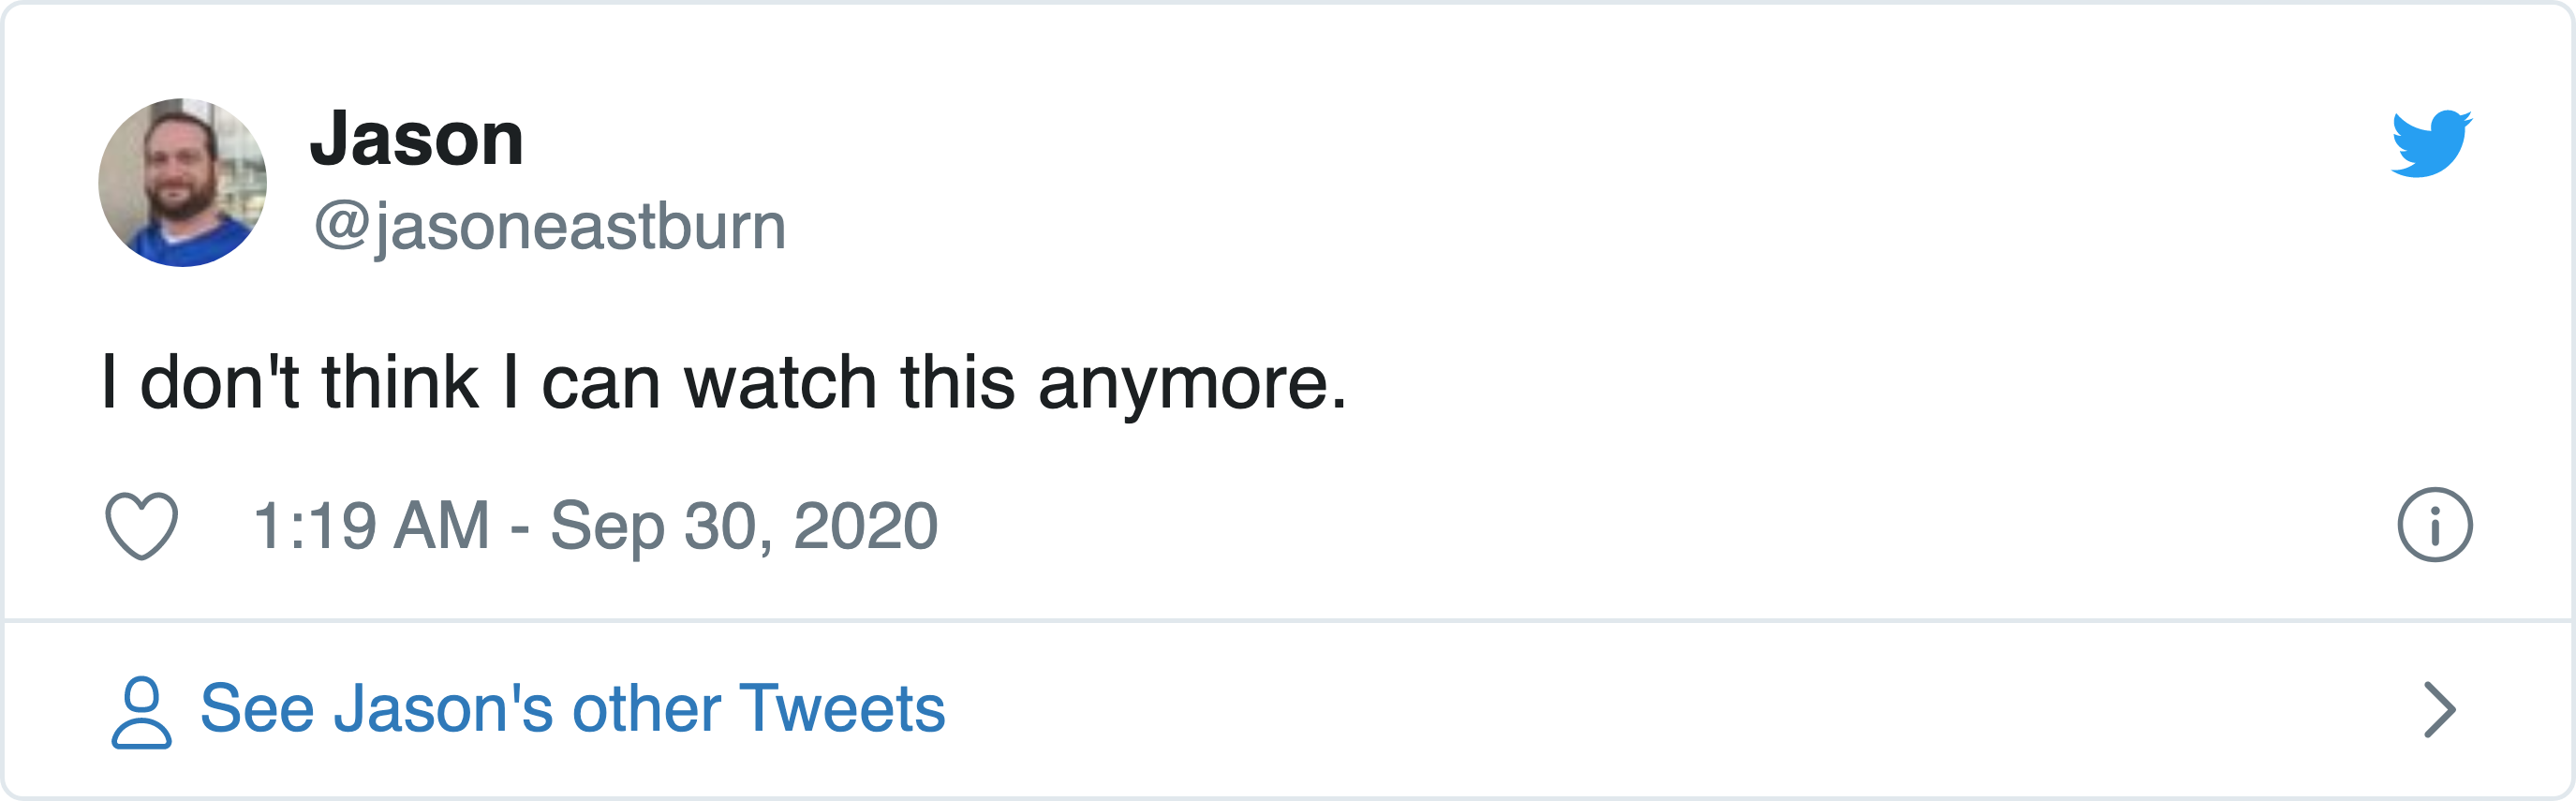 Jason
@jasoneastburn
I don't think I can watch this anymore.
1:19 AM - Sep 30, 2020
See Jason's other Tweets